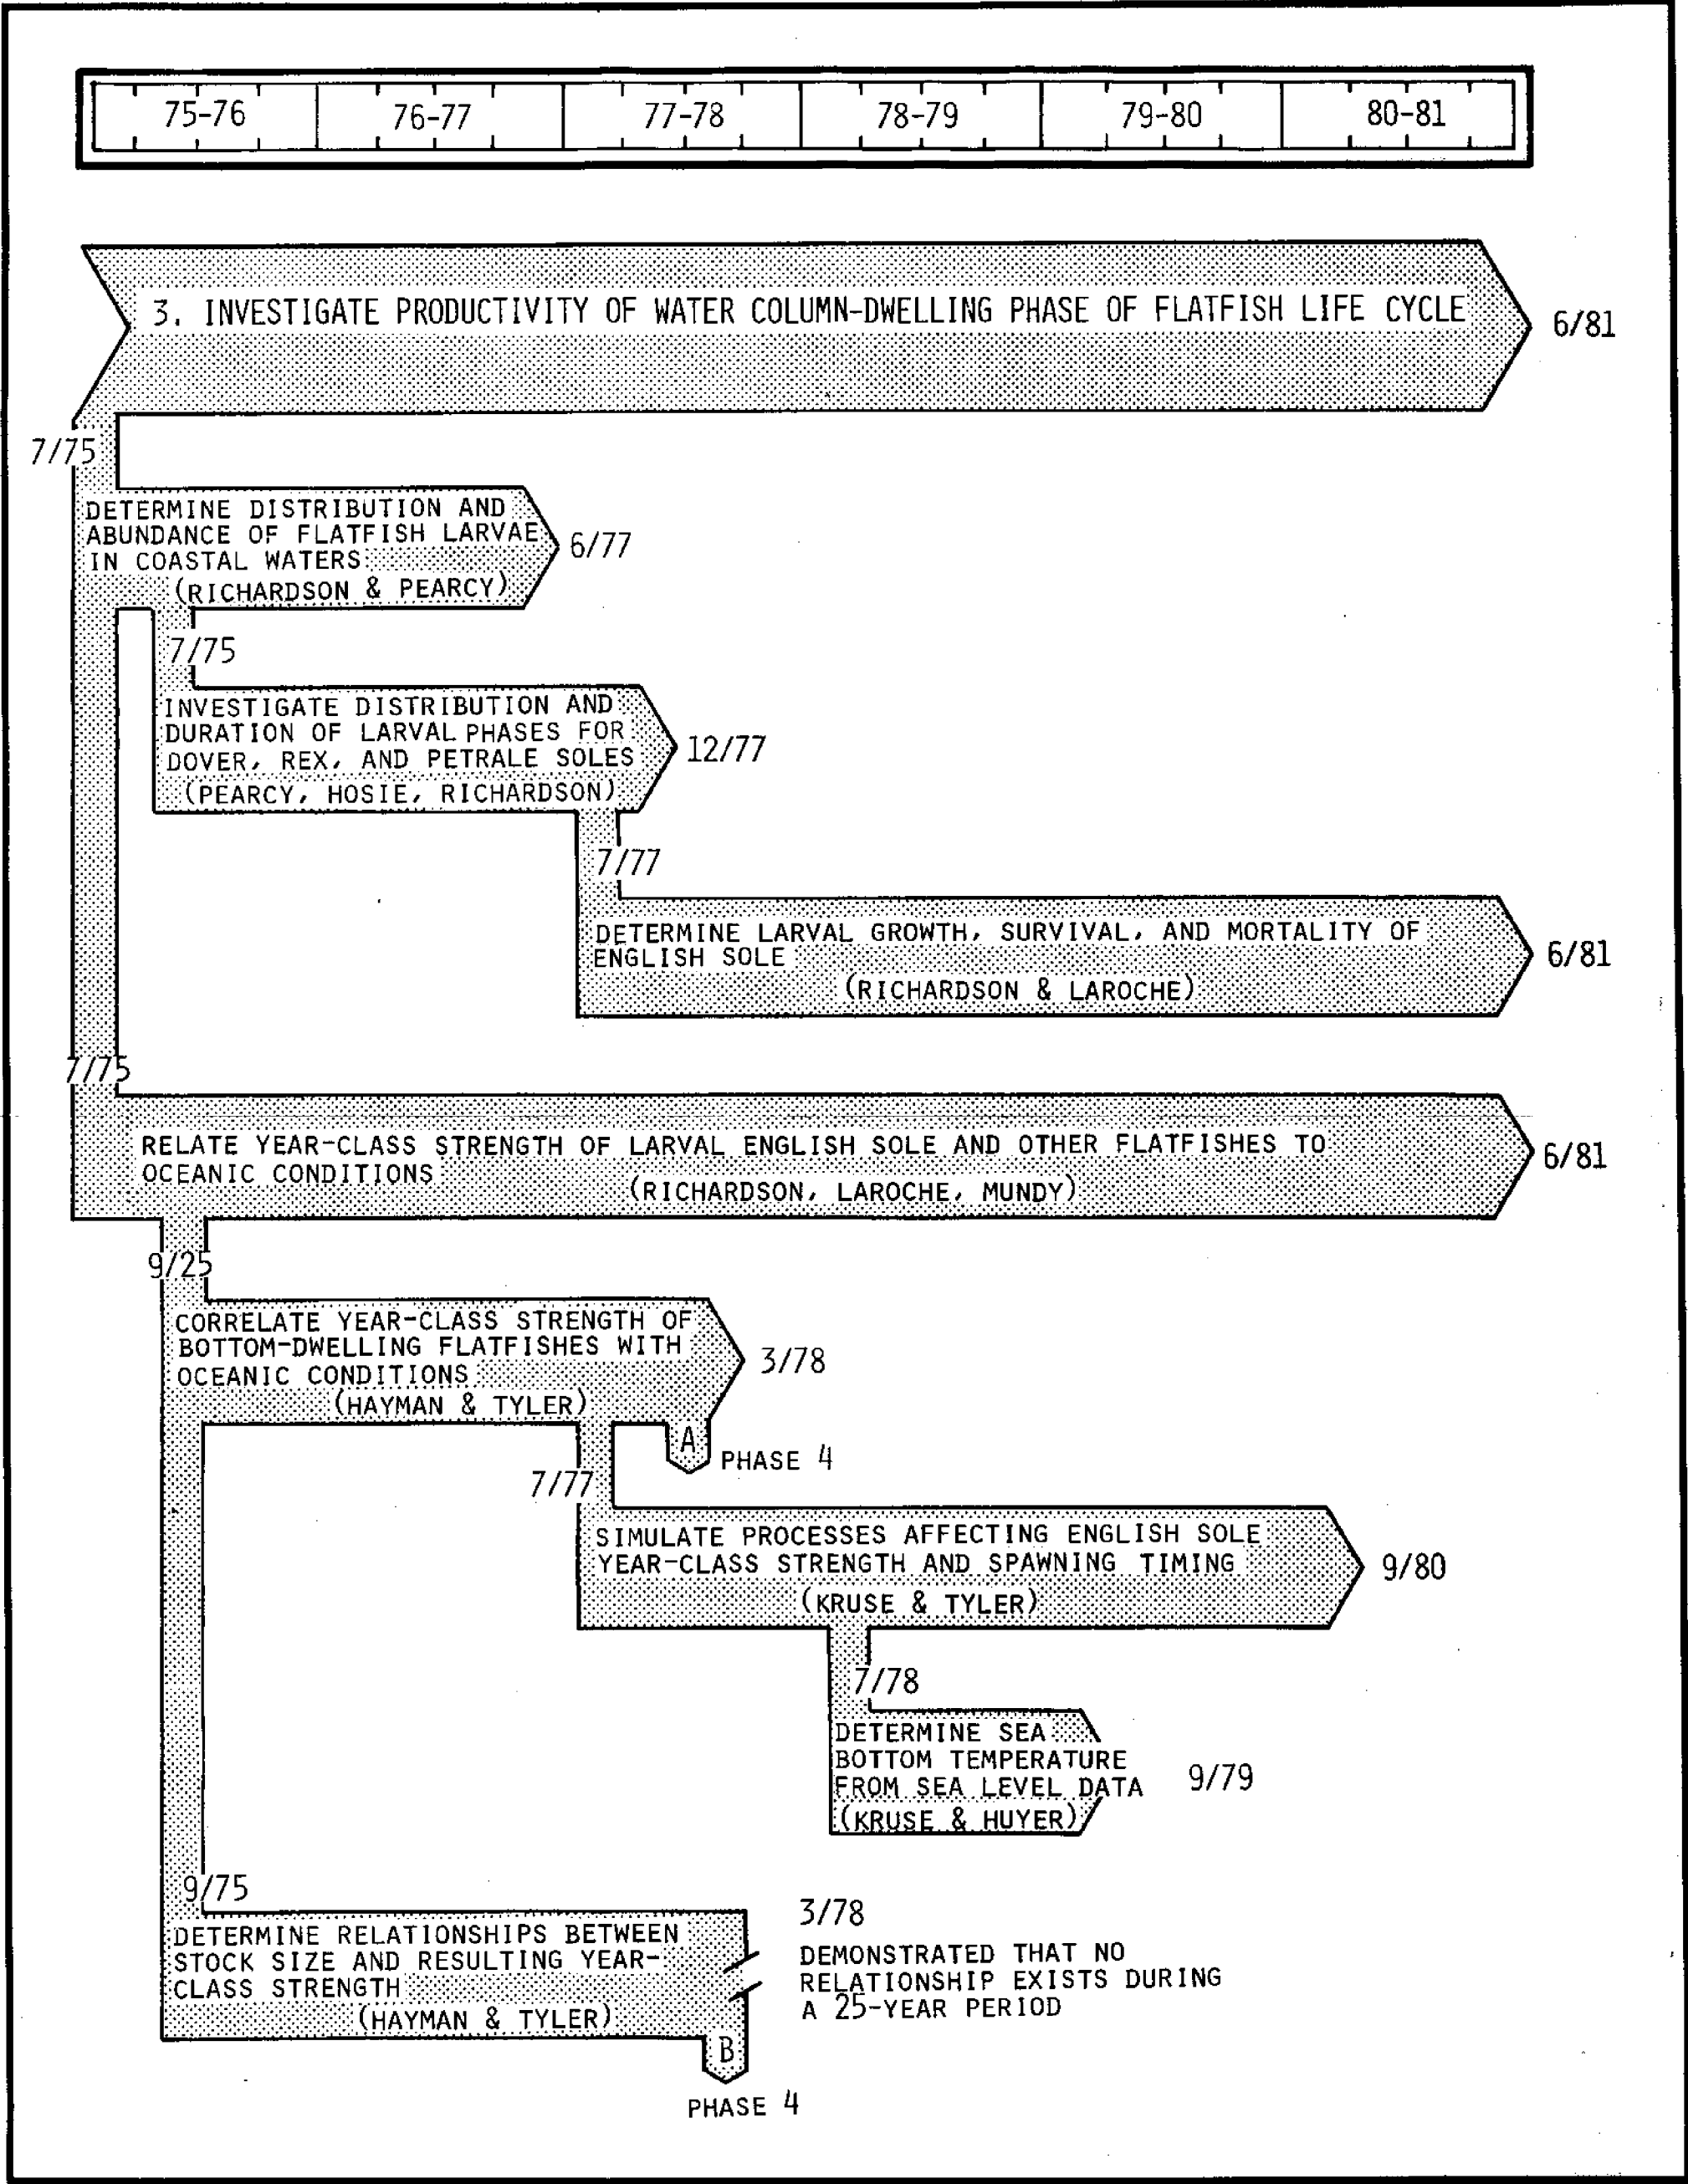 75-76 76-77 77-78 78-79 79-80 80-81
3. INVESTIGATE PRODUCTIVITY OF WATER COLUMN-DWELLING PHASE OF FLATFISH LIFE CYCLE
6/81
7/75
DETERMINE DISTRIBUTION AND
ABUNDANCE OF FLATFISH LARVAE
IN COASTAL WATERS
(RICHARDSON & PEARCY)
6/77
7/75
INVESTIGATE DISTRIBUTION AND
DURATION OF LARVAL PHASES FOR
DOVER, REX, AND PETRALE SOLES
(PEARCY, HOSIE, RICHARDSON)
12/77
7/77
DETERMINE LARVAL GROWTH, SURVIVAL, AND MORTALITY OF
ENGLISH SOLE
(RICHARDSON & LAROCHE)
6/81
7/75
RELATE YEAR-CLASS STRENGTH OF LARVAL ENGLISH SOLE AND OTHER FLATFISHES TO
OCEANIC CONDITIONS
(RICHARDSON, LAROCHE, MUNDY)
6/81
9/25
CORRELATE YEAR-CLASS STRENGTH OF
BOTTOM-DWELLING FLATFISHES WITH
OCEANIC CONDITIONS
(HAYMAN & TYLER)
3/78
A
PHASE 4
7/77
SIMULATE PROCESSES AFFECTING ENGLISH SOLE
YEAR-CLASS STRENGTH AND SPAWNING TIMING
(KRUSE & TYLER)
9/80
7/78
DETERMINE SEA
BOTTOM TEMPERATURE
FROM SEA LEVEL DATA
(KRUSE & HUYER)
9/79
9/75
DETERMINE RELATIONSHIPS BETWEEN
STOCK SIZE AND RESULTING YEAR-
CLASS STRENGTH
(HAYMAN & TYLER)
3/78
DEMONSTRATED THAT NO
RELATIONSHIP EXISTS DURING
A 25-YEAR PERIOD
B
PHASE 4